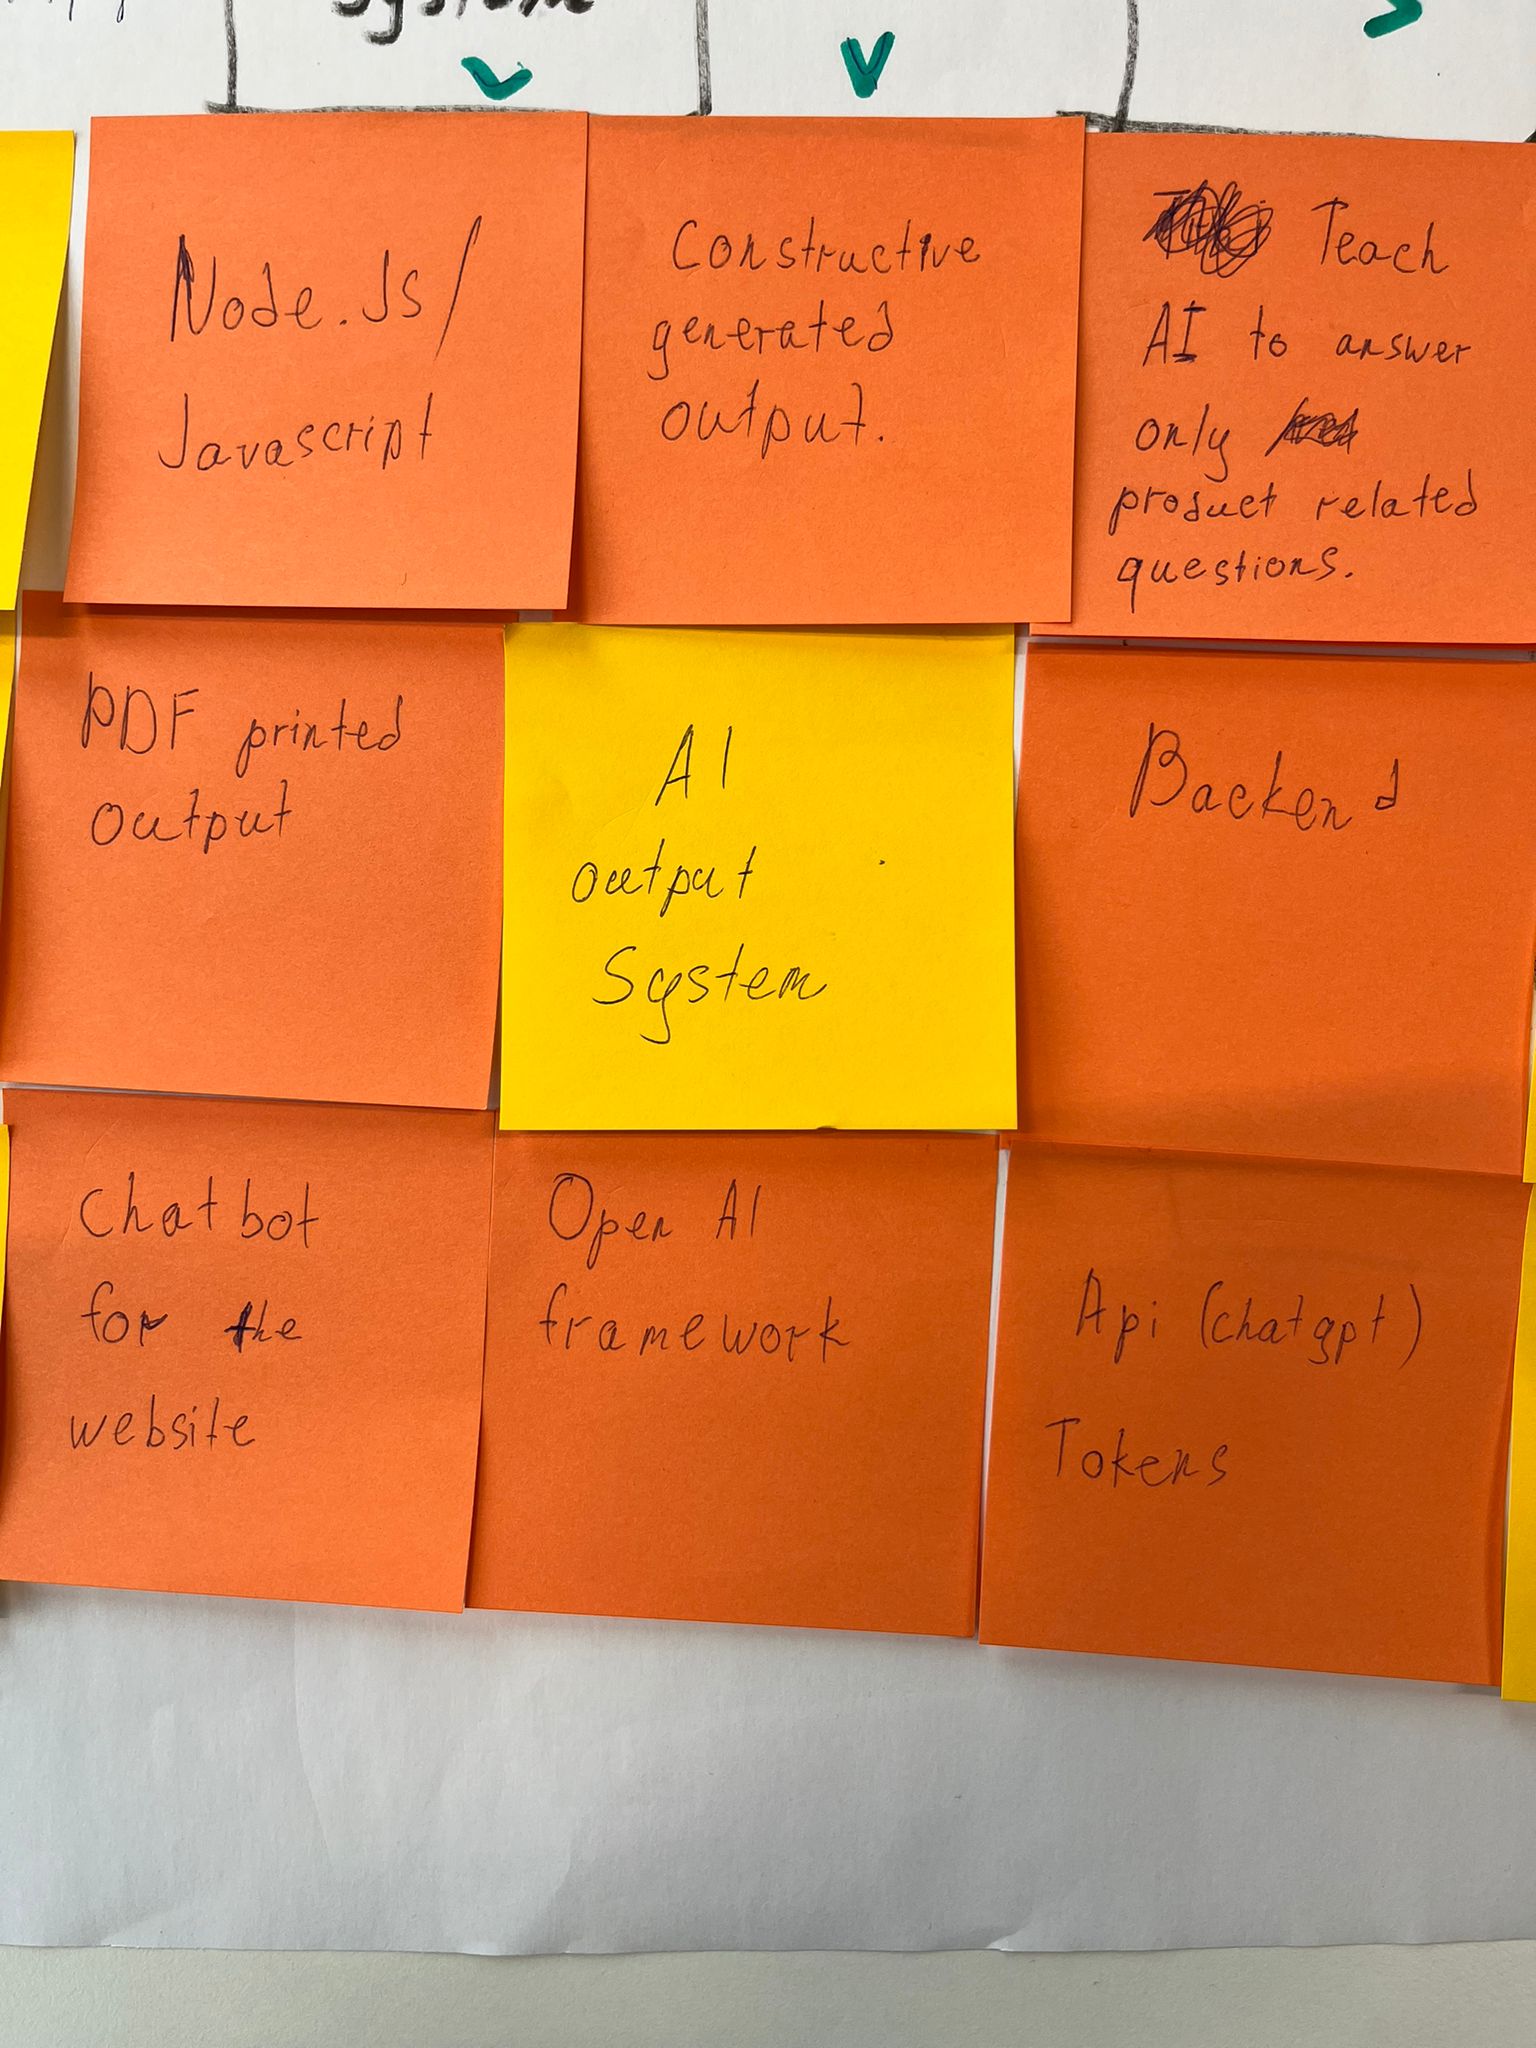 system
Node.Js/
Javascript
Constructive
generated
output.
Teach
AI to answer
only
product related
questions.
PDF printed
output
AI
output
System
Backend
Chatbot
for the
website
Open AI
framework
Api (chatgpt)
Tokens